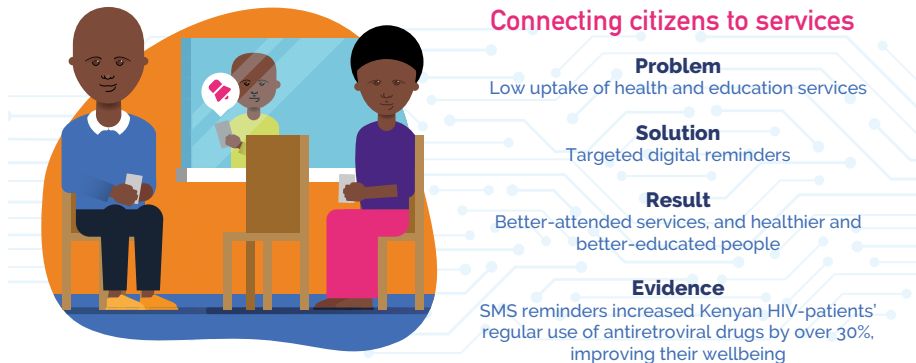 Connecting citizens to services
Problem
Low uptake of health and education services
Solution
Targeted digital reminders
Result
Better-attended services, and healthier and
better-educated people
Evidence
SMS reminders increased Kenyan HIV-patients’
regular use of antiretroviral drugs by over 30%,
improving their wellbeing